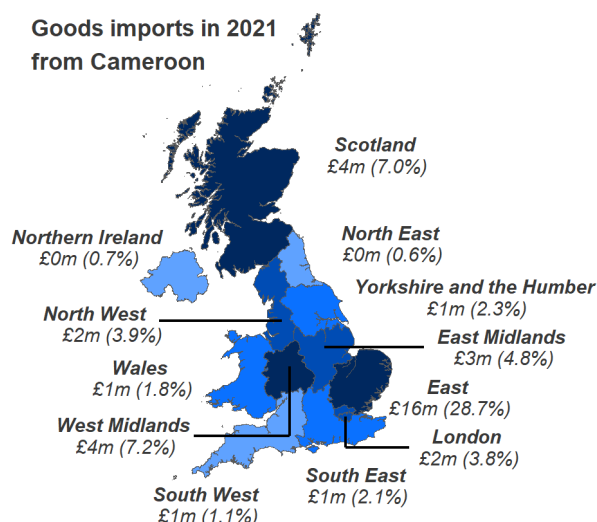 Goods imports in 2021
from Cameroon
Scotland
£4m (7.0%)
Northern Ireland
£0m (0.7%)
North East
£0m (0.6%)
Yorkshire and the Humber
£1m (2.3%)
North West
£2m (3.9%)
East Midlands
£3m (4.8%)
Wales
£1m (1.8%)
East
£16m (28.7%)
West Midlands
£4m (7.2%)
London
£2m (3.8%)
South East
£1m (2.1%)
South West
£1m (1.1%)